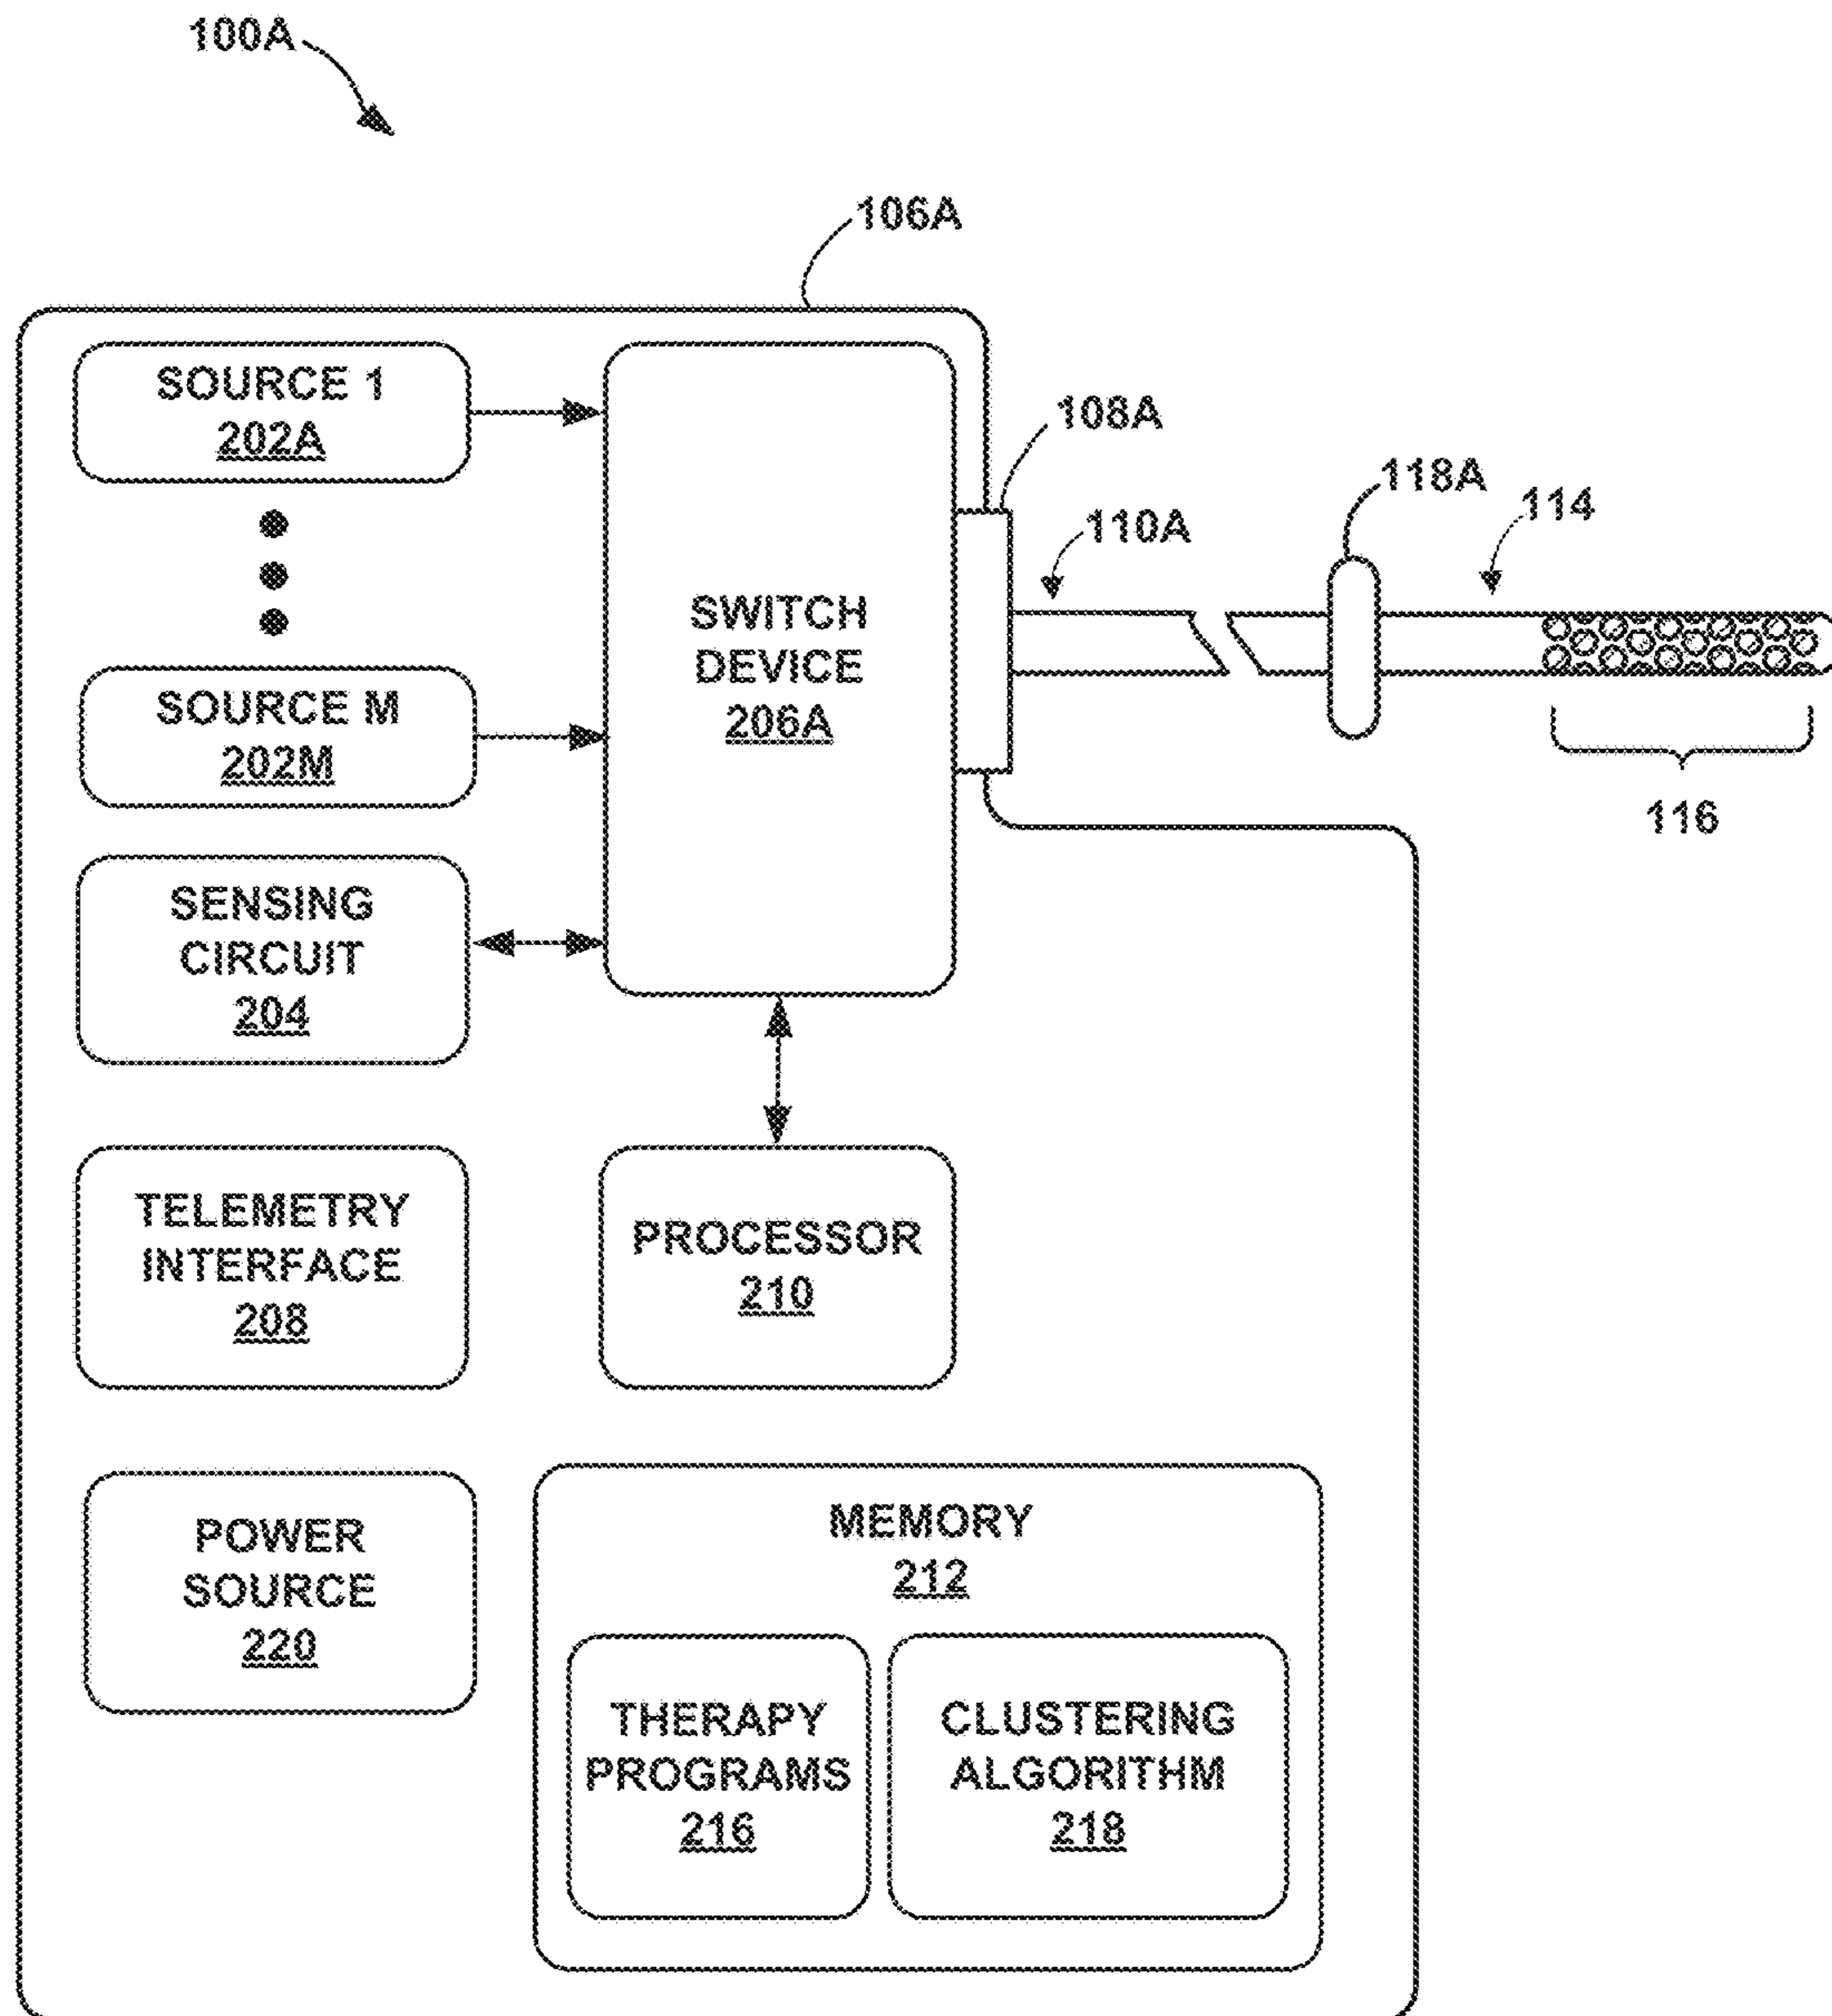 100A
106A
SOURCE 1
202A
108A
118A
114
110A
SWITCH
DEVICE
206A
SOURCE M
202M
116
SENSING
CIRCUIT
204
TELEMETRY
INTERFACE
208
PROCESSOR
210
POWER
SOURCE
220
MEMORY
212
THERAPY
PROGRAMS
216
CLUSTERING
ALGORITHM
218